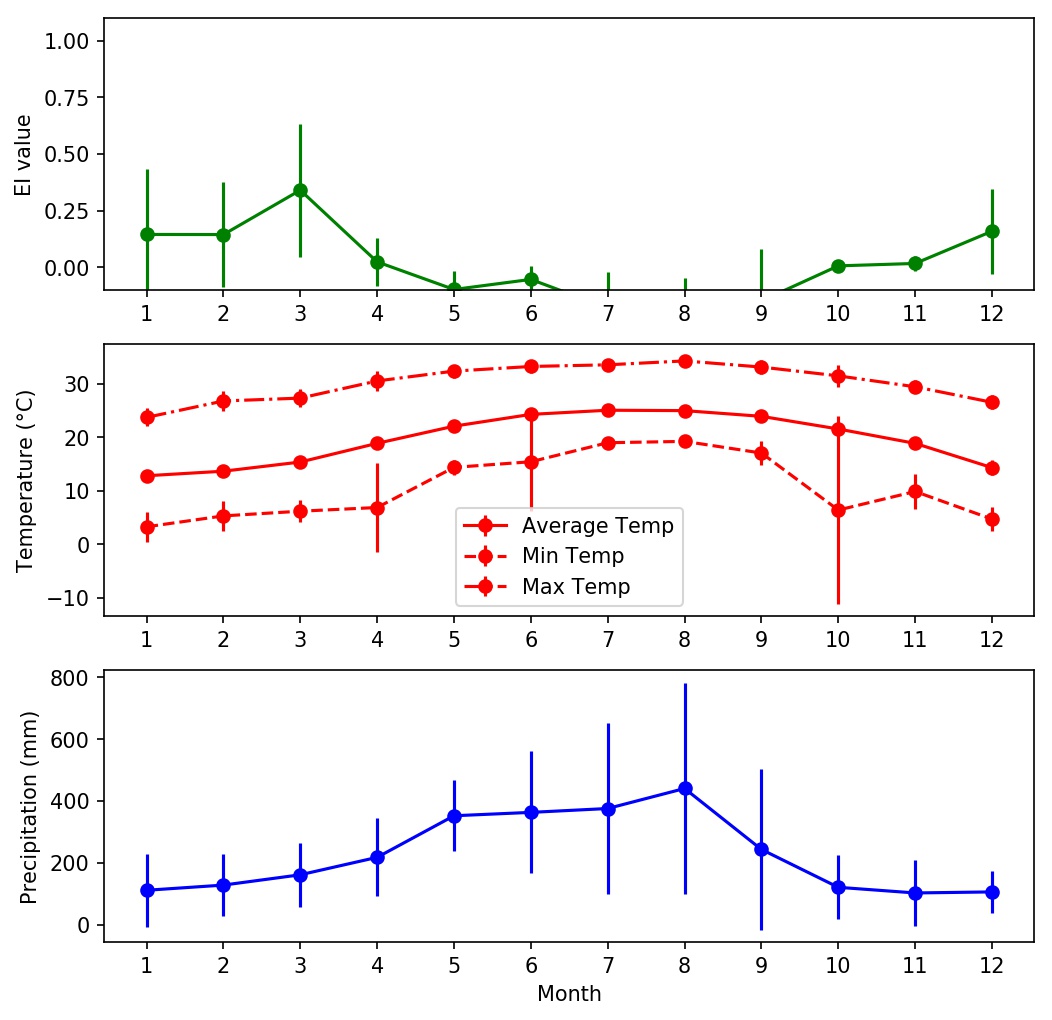 1.00
0.75
0.50
0.25
0.00
EI value
1 2 3 4 5 6 7 8 9 10 11 12
30
20
10
0
−10
Temperature (°C)
Average Temp
Min Temp
Max Temp
1 2 3 4 5 6 7 8 9 10 11 12
800
600
400
200
0
Precipitation (mm)
1 2 3 4 5 6 7 8 9 10 11 12
Month